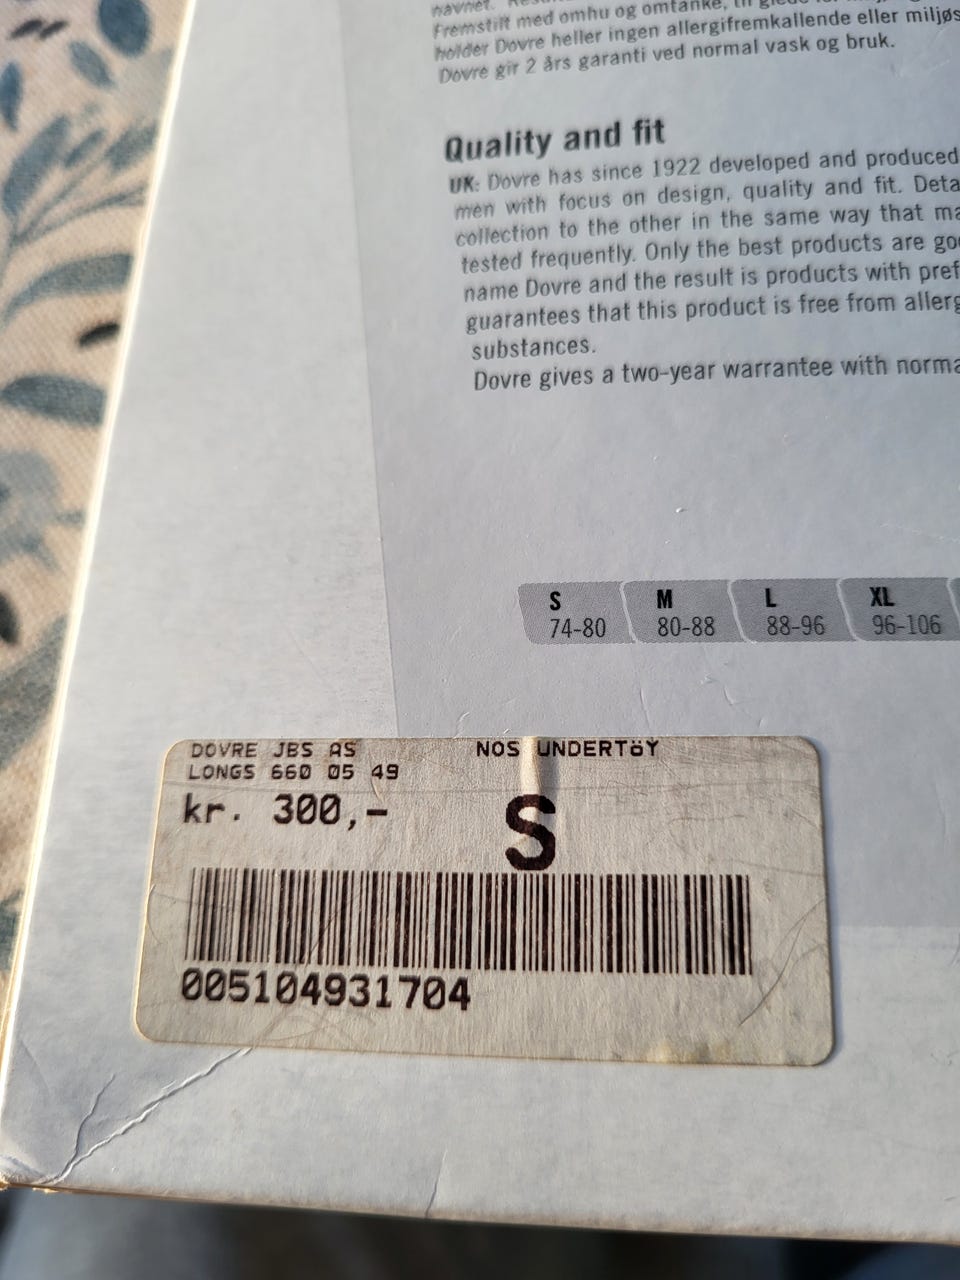 navnet.
Fremstilt med omhu og omtanke, til
holder Dovre heller ingen allergifremkallende eller miljøs
Dovre gir 2 års garanti ved normal vask og bruk.
Quality and fit
UK: Dovre has since 1922 developed and produced
men with focus on design, quality and fit. Deta
collection to the other in the same way that ma
tested frequently. Only the best products are go
name Dovre and the result is products with pref
guarantees that this product is free from allerg
substances.
Dovre gives a two-year warrantee with norma
S M L XL
74-80 80-88 88-96 96-106
DOVRE JBS AS NOS UNDERTöY
LONGS 660 05 49
kr. 300,- S
005104931704